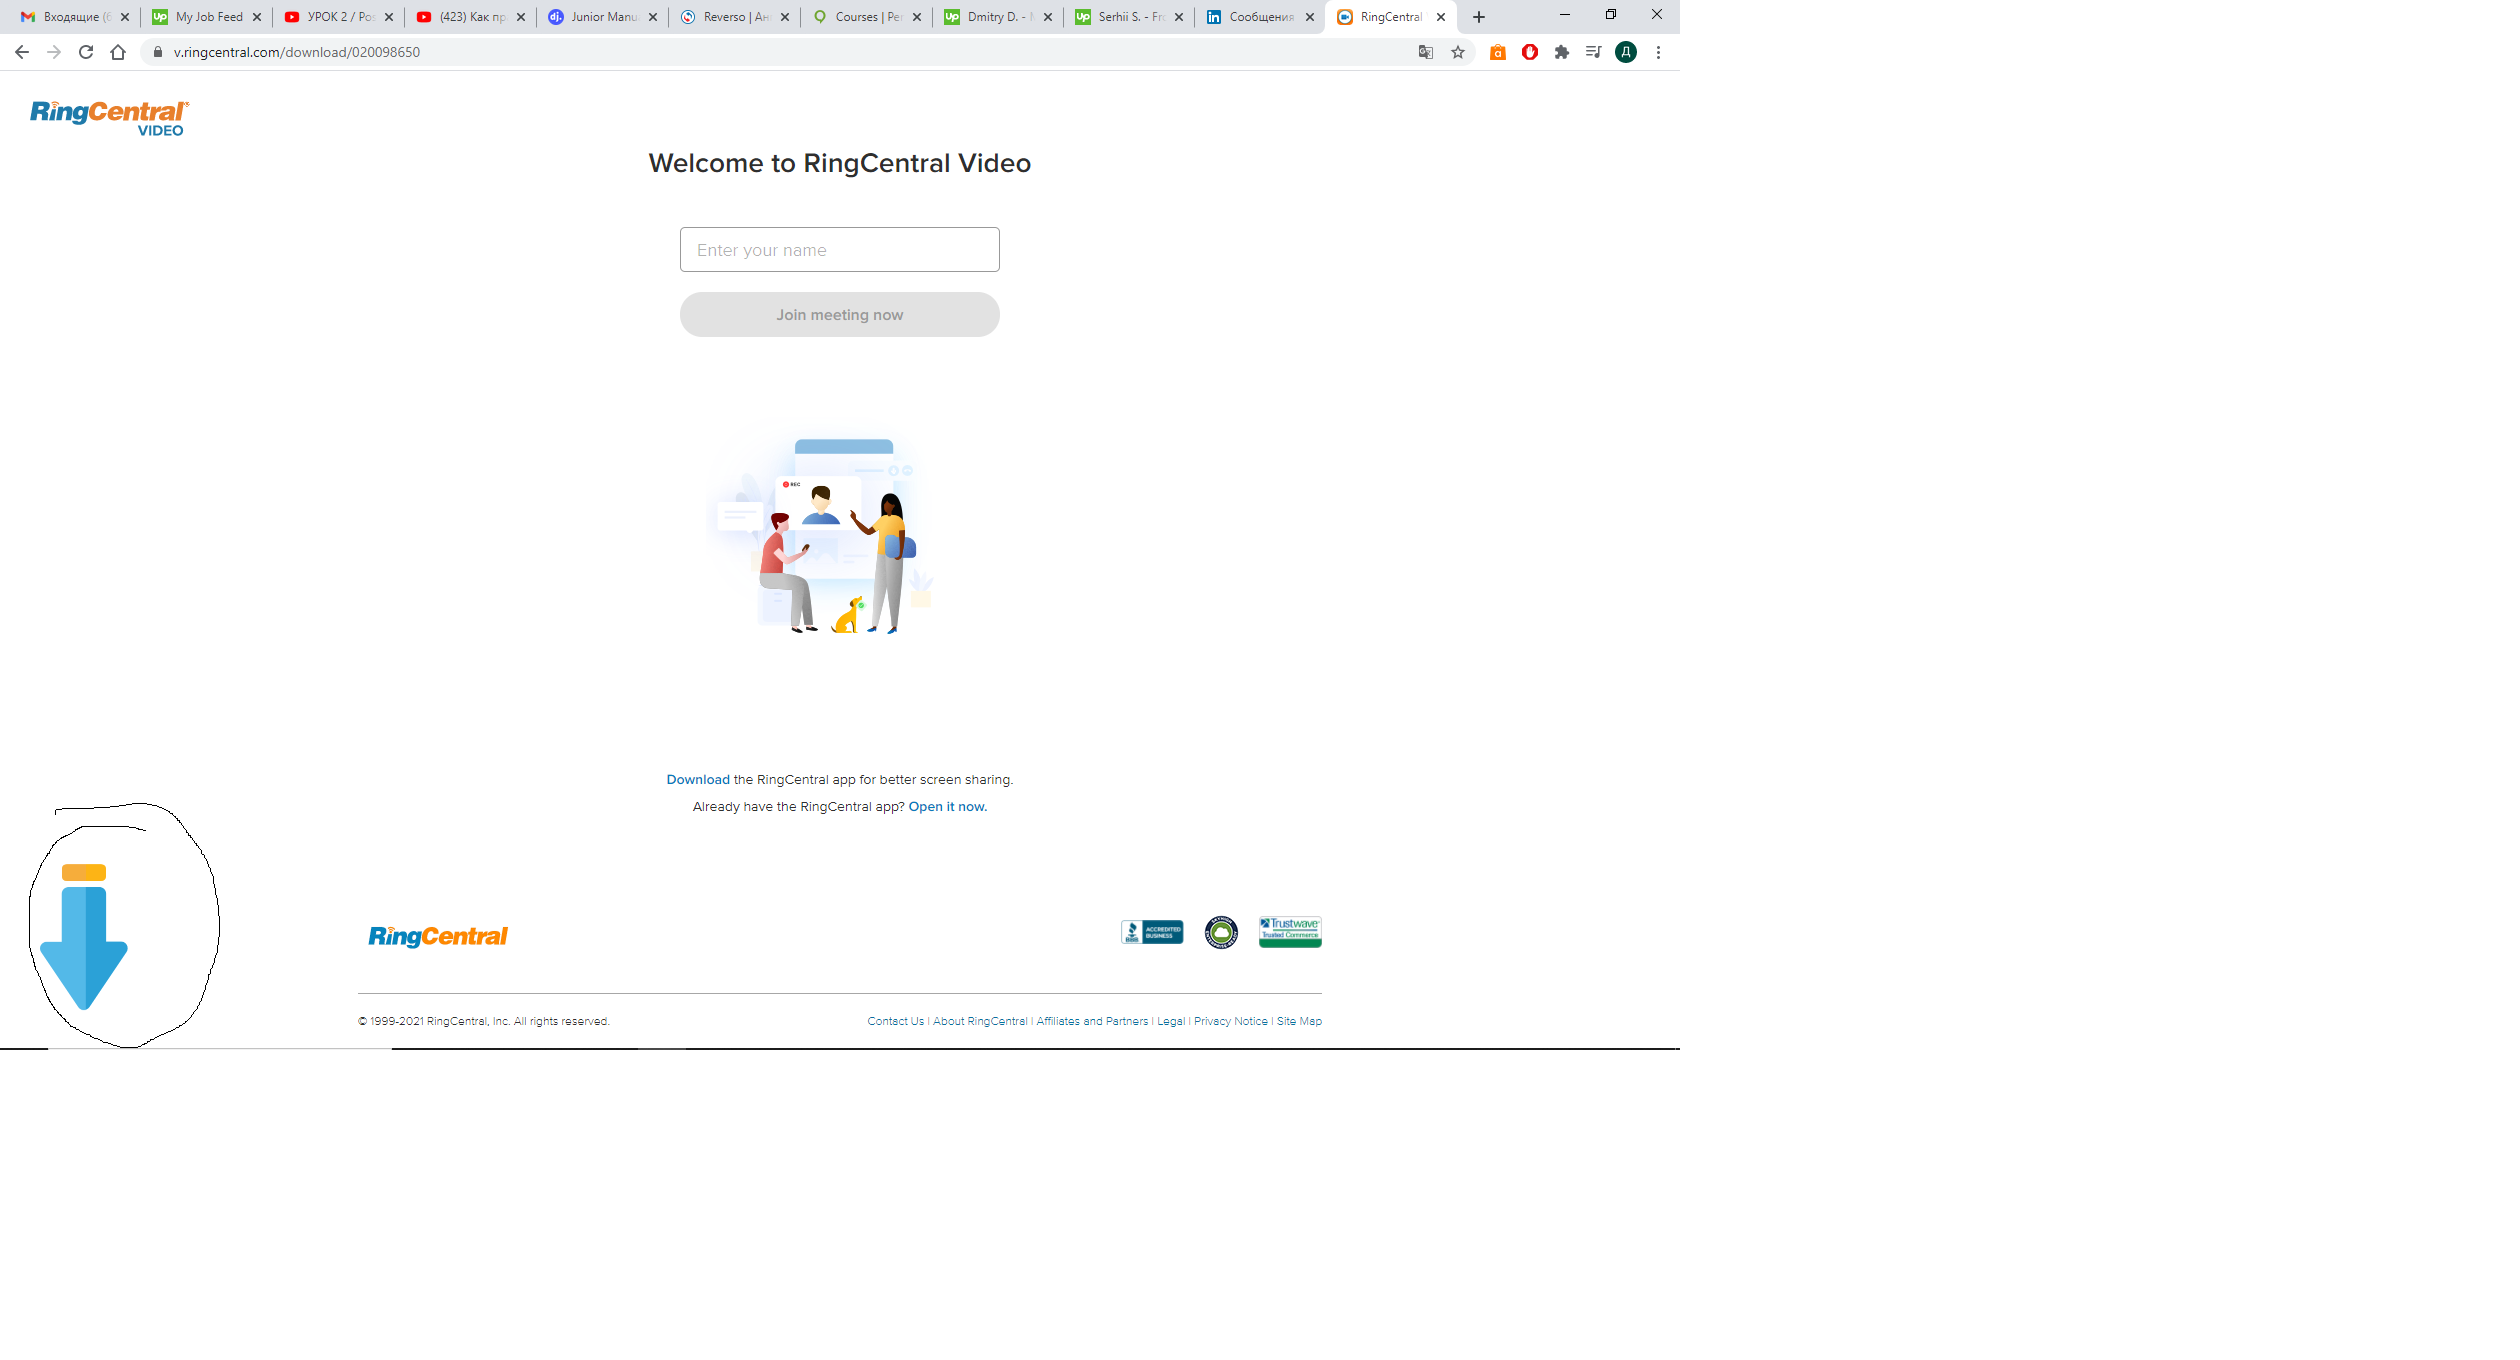 Входящие (6
My Job Feed
УРОК 2 / Pos
(423) Как пр
Junior Manu
Reverso | Ан
Courses | Per
Dmitry D. -
Serhii S. - Fro
Сообщения
RingCentral
v.ringcentral.com/download/020098650
Д
RingCentral®
VIDEO
Welcome to RingCentral Video
Enter your name
Join meeting now
REC
Download the RingCentral app for better screen sharing.
Already have the RingCentral app? Open it now.
RingCentral
BBB ACCREDITED BUSINESS
Trustwave
Trusted Commerce
© 1999-2021 RingCentral, Inc. All rights reserved.
Contact Us | About RingCentral | Affiliates and Partners | Legal | Privacy Notice | Site Map